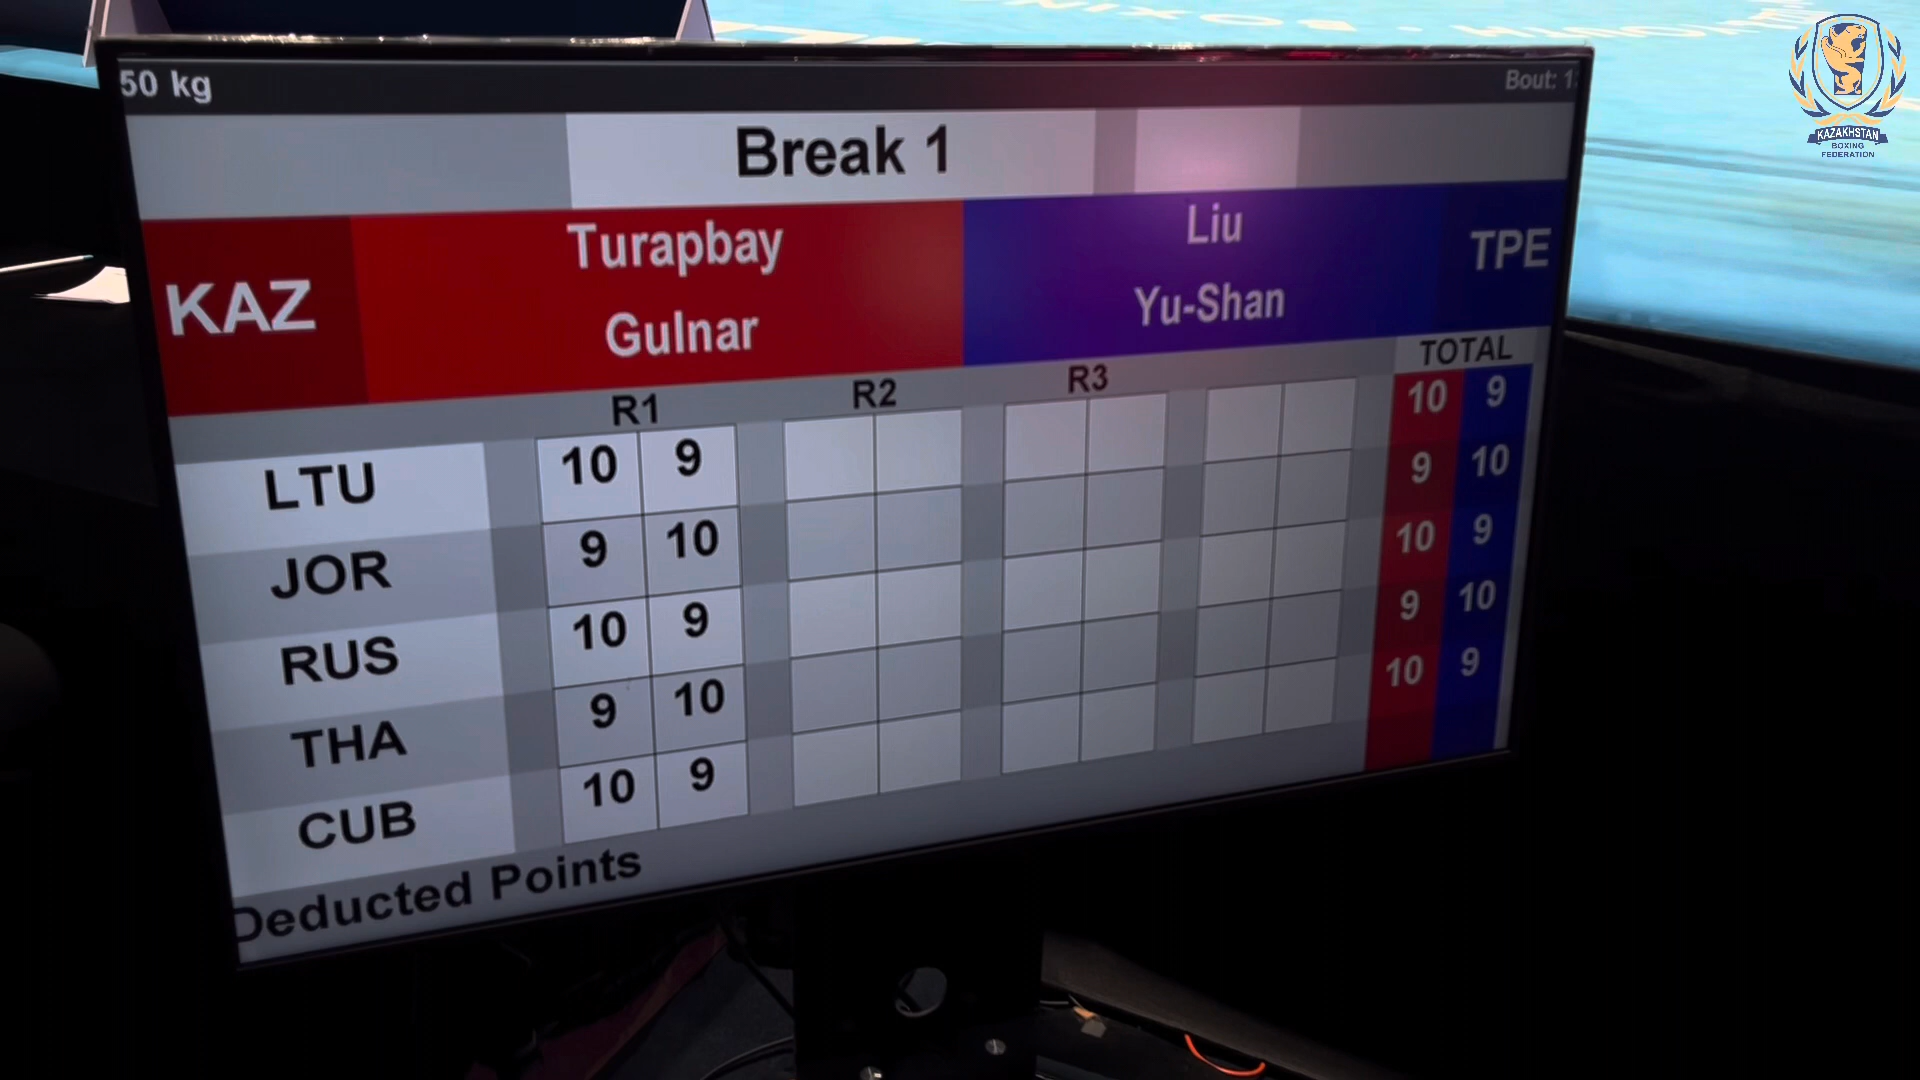 50 kg
Bout: 1
Break 1
KAZ
Turapbay
Gulnar
Liu
Yu-Shan
TPE
R1 R2 R3 TOTAL
LTU 10 9 10 9
JOR 9 10 9 10
RUS 10 9 10 9
THA 9 10 9 10
CUB 10 9 10 9
Deducted Points
KAZAKHSTAN
BOXING
FEDERATION